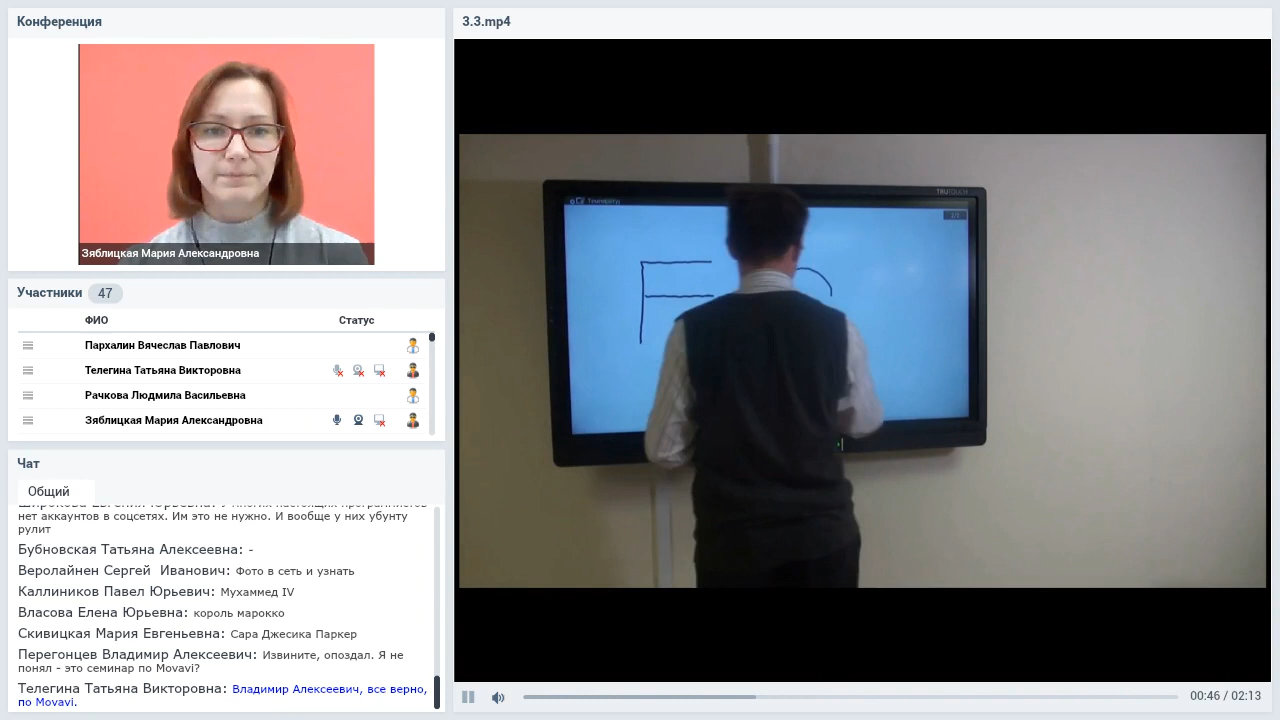 Конференция
Зяблицкая Мария Александровна
Участники 47
ФИО Статус
Пархалин Вячеслав Павлович
Телегина Татьяна Викторовна
Рачкова Людмила Васильевна
Зяблицкая Мария Александровна
Чат
Общий
нет аккаунтов в соцсетях. Им это не нужно. И вообще у них убунту
рулит
Бубновская Татьяна Алексеевна: -
Веролайнен Сергей Иванович: Фото в сеть и узнать
Каллиников Павел Юрьевич: Мухаммед IV
Власова Елена Юрьевна: король марокко
Скивицкая Мария Евгеньевна: Сара Джесика Паркер
Перегонцев Владимир Алексеевич: Извините, опоздал. Я не
понял - это семинар по Movavi?
Телегина Татьяна Викторовна: Владимир Алексеевич, все верно,
по Movavi.
3.3.mp4
TRUTOUCH
1/1
F
00:46 / 02:13